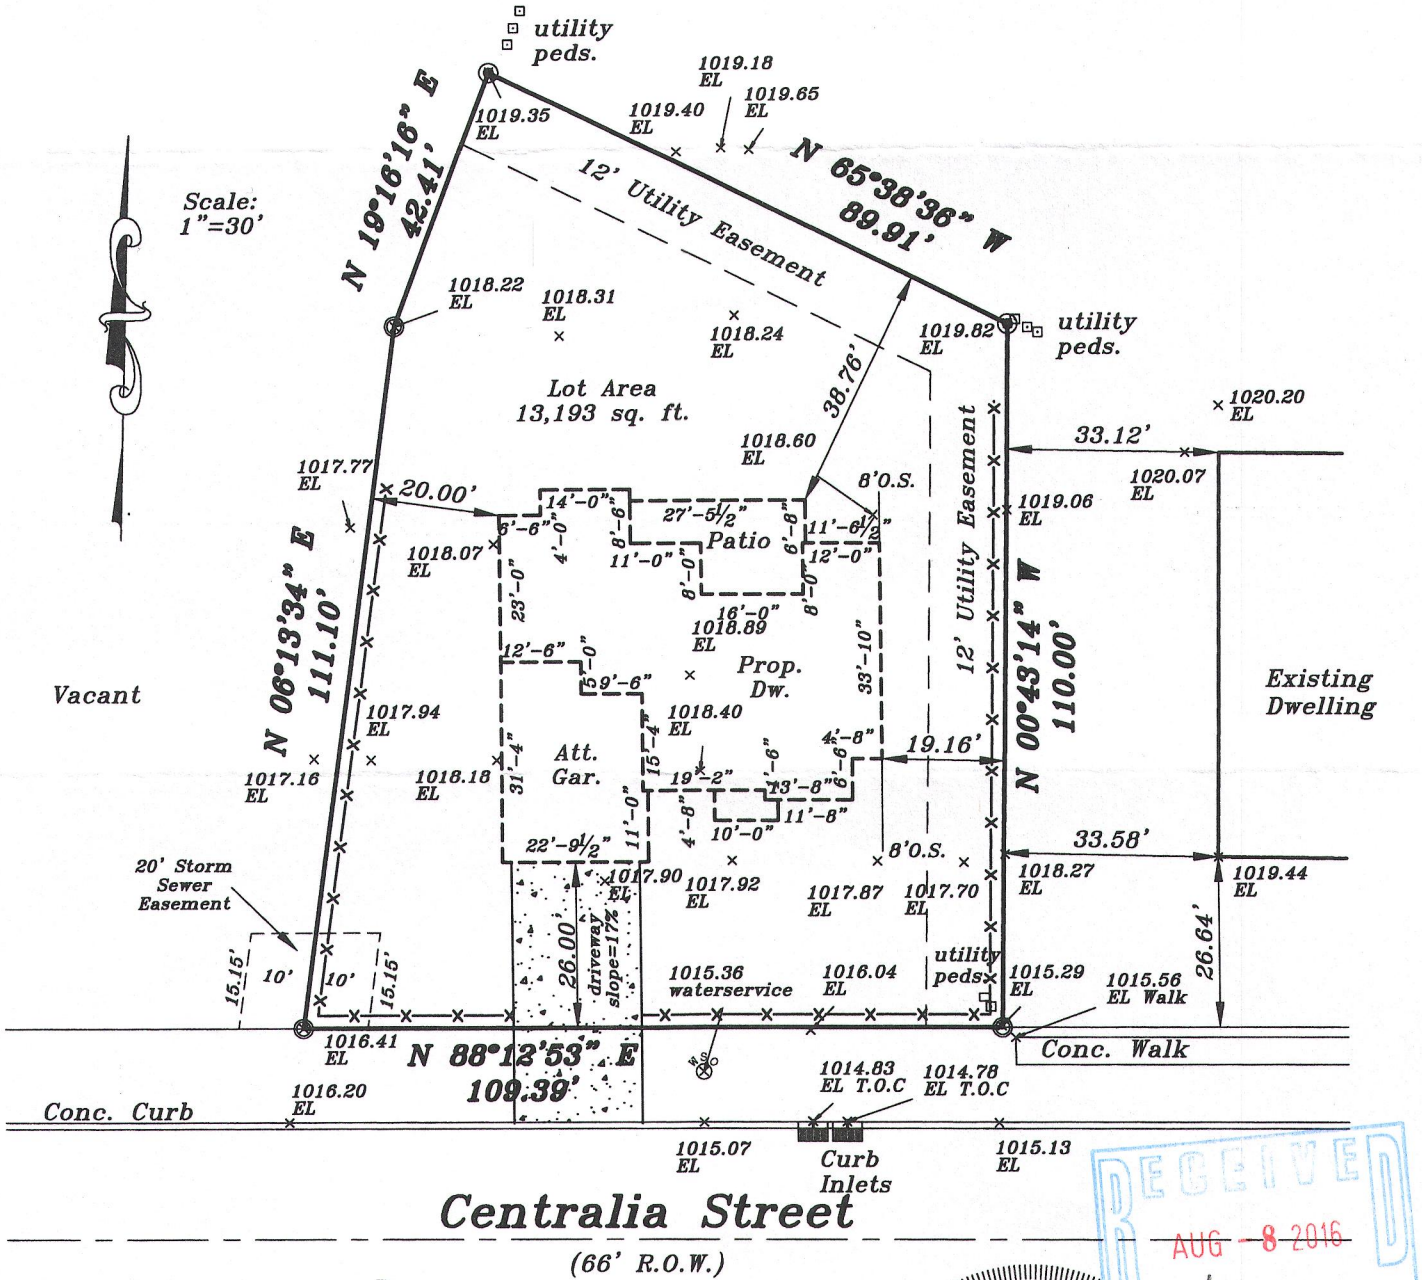 utility
peds.
1019.18
EL
1019.65
EL
1019.40
EL
1019.35
EL
N 19°16'16" E
42.41'
Scale:
1"=30'
12' Utility Easement
N 65°38'36" W
89.91'
1018.22
EL
1018.31
EL
1018.24
EL
1019.82
EL
utility
peds.
38.76'
Lot Area
13,193 sq. ft.
1020.20
EL
33.12'
1020.07
EL
1018.60
EL
8'O.S.
12' Utility Easement
1019.06
EL
1017.77
EL
20.00'
14'-0"
6'-6"
4'-0"
8'-6"
27'-5½"
Patio
6'-8"
11'-6½"
12'-0"
11'-0"
8'-0"
8'-0"
16'-0"
1018.07
EL
23'-0"
N 06°13'34" E
111.10'
1018.89
EL
Prop.
Dw.
33'-10"
N 00°43'14" W
110.00'
Vacant
Existing
Dwelling
12'-6"
5'-0"
9'-6"
1017.94
EL
1018.40
EL
15'-4"
4'-8"
19.16'
1017.16
EL
1018.18
EL
31'-4"
Att.
Gar.
19'-2"
13'-8"
6'-6"
11'-8"
10'-0"
4'-8"
11'-0"
22'-9½"
8'O.S.
33.58'
20' Storm
Sewer
Easement
1017.90
EL
1017.92
EL
1017.87
EL
1017.70
EL
1018.27
EL
1019.44
EL
26.00'
driveway
slope=17%
26.64'
15.15'
10'
10'
15.15'
1015.36
waterservice
1016.04
EL
utility
peds.
1015.29
EL
1015.56
EL Walk
1016.41
EL
N 88°12'53" E
109.39'
WSO
Conc. Walk
1016.20
EL
1014.83
EL T.O.C
1014.78
EL T.O.C
Conc. Curb
1015.07
EL
Curb
Inlets
1015.13
EL
Centralia Street
(66' R.O.W.)
RECEIVED
AUG - 8 2016